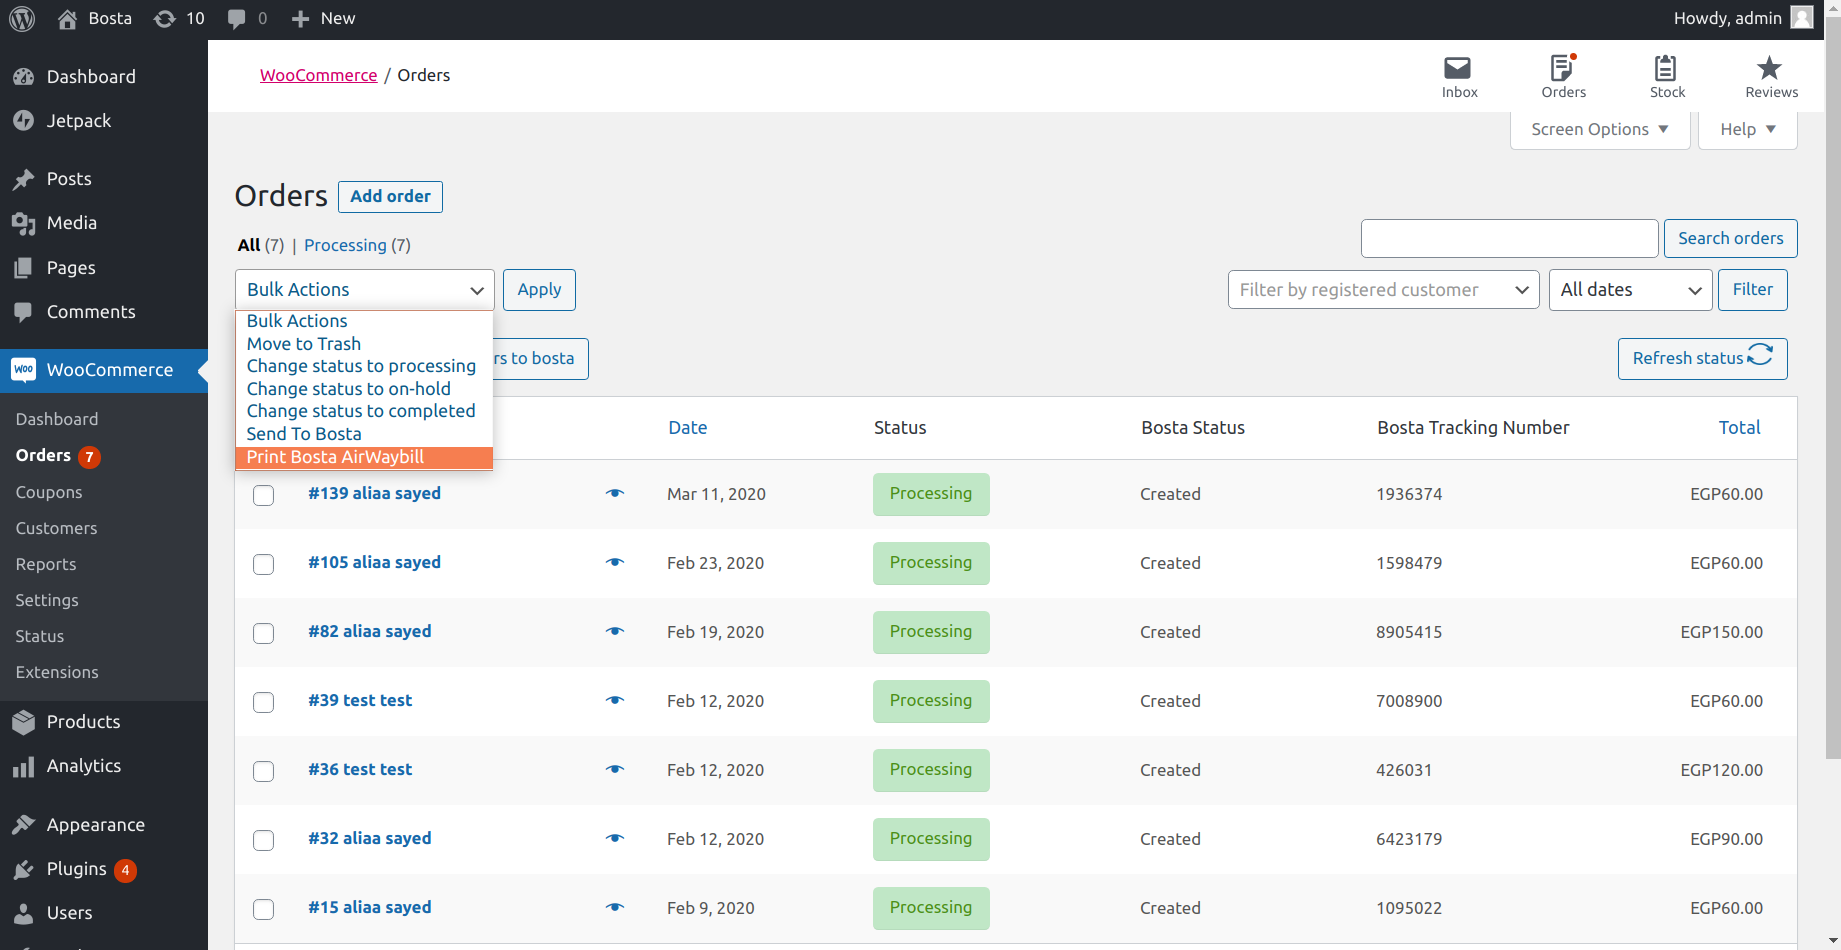 Bosta 10 0 New Howdy, admin
Dashboard
Jetpack
Posts
Media
Pages
Comments
WooCommerce
Dashboard
Orders 7
Coupons
Customers
Reports
Settings
Status
Extensions
Products
Analytics
Appearance
Plugins 4
Users
WooCommerce / Orders
Inbox Orders Stock Reviews
Screen Options Help
Orders Add order
All (7) | Processing (7)
Search orders
Bulk Actions Apply Filter by registered customer All dates Filter
Bulk Actions
Move to Trash
Change status to processing
Change status to on-hold
Change status to completed
Send To Bosta
Print Bosta AirWaybill
rs to bosta Refresh status
Date Status Bosta Status Bosta Tracking Number Total
#139 aliaa sayed Mar 11, 2020 Processing Created 1936374 EGP60.00
#105 aliaa sayed Feb 23, 2020 Processing Created 1598479 EGP60.00
#82 aliaa sayed Feb 19, 2020 Processing Created 8905415 EGP150.00
#39 test test Feb 12, 2020 Processing Created 7008900 EGP60.00
#36 test test Feb 12, 2020 Processing Created 426031 EGP120.00
#32 aliaa sayed Feb 12, 2020 Processing Created 6423179 EGP90.00
#15 aliaa sayed Feb 9, 2020 Processing Created 1095022 EGP60.00